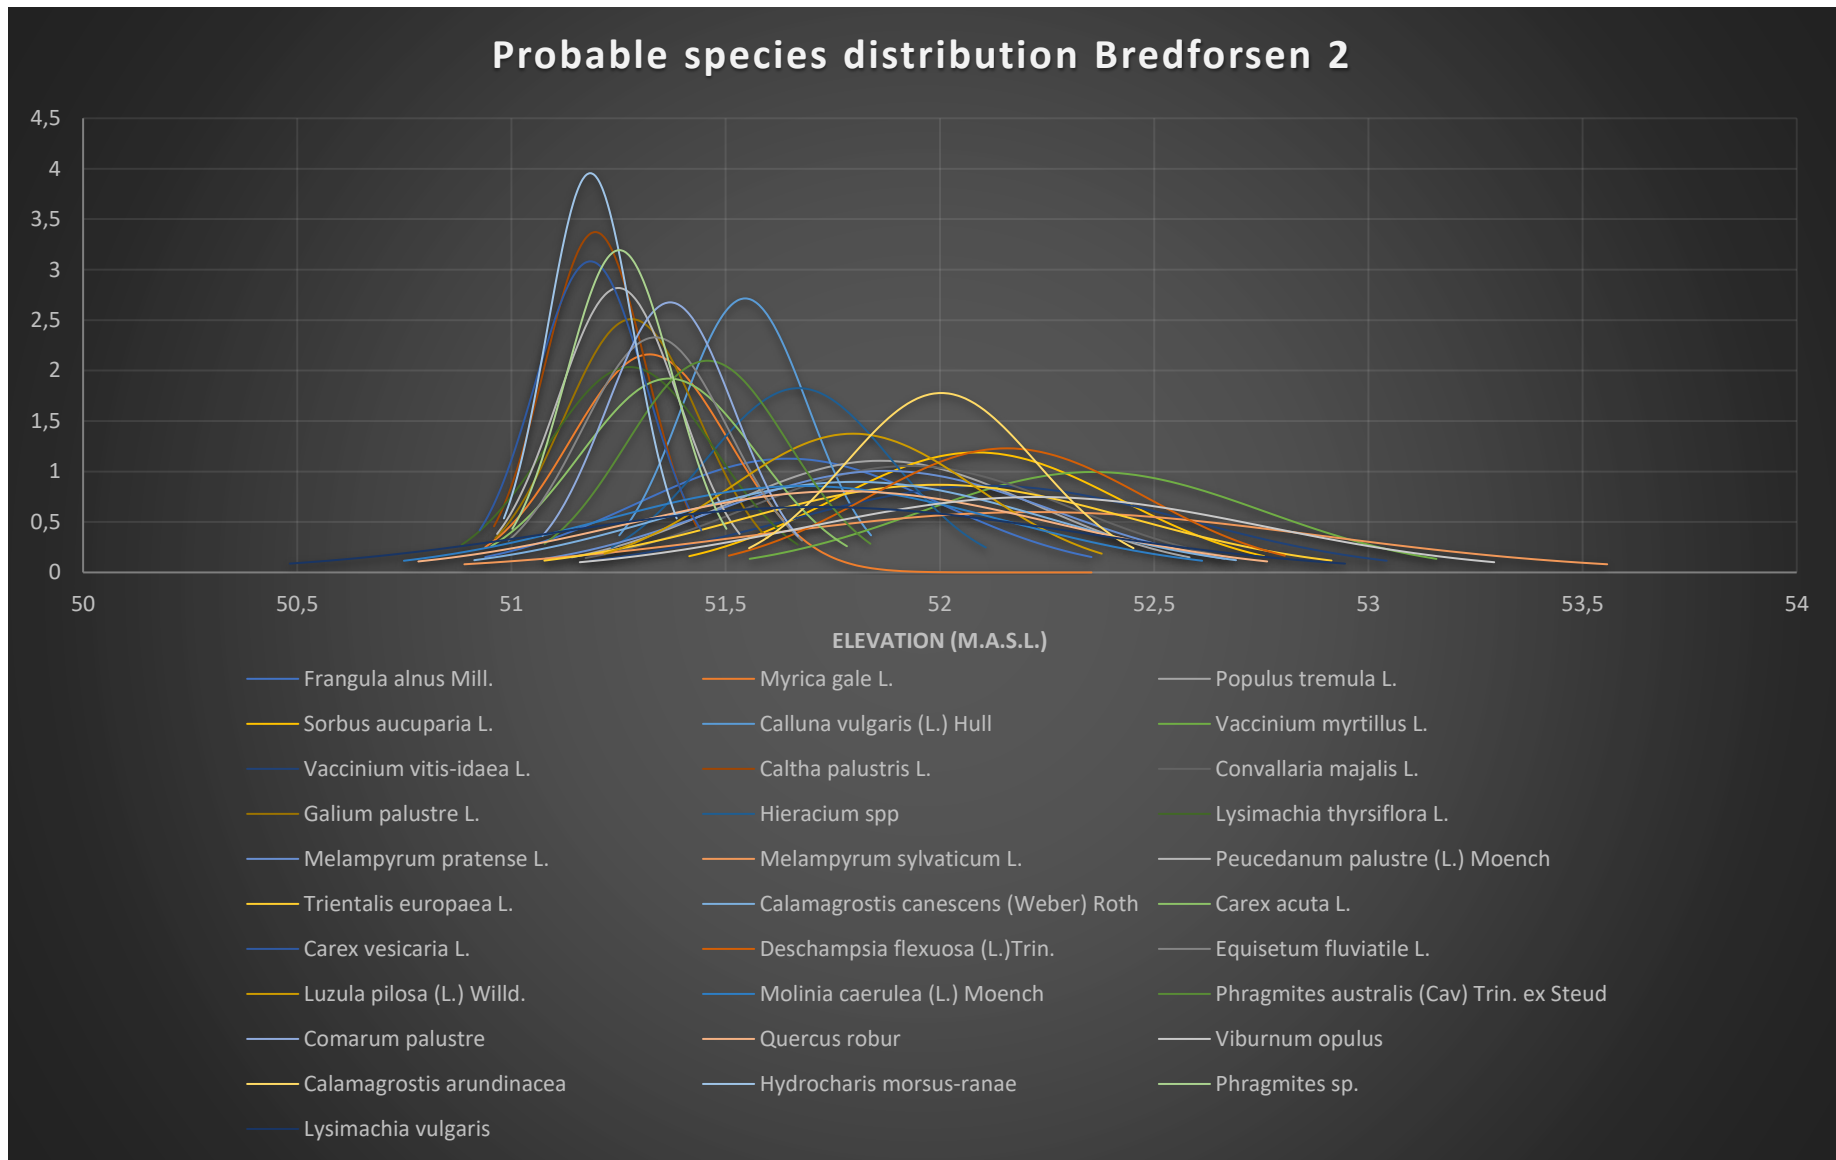 Probable species distribution Bredforsen 2
4,5
4
3,5
3
2,5
2
1,5
1
0,5
0
50 50,5 51 51,5 52 52,5 53 53,5 54
ELEVATION (M.A.S.L.)
Frangula alnus Mill. Myrica gale L. Populus tremula L.
Sorbus aucuparia L. Calluna vulgaris (L.) Hull Vaccinium myrtillus L.
Vaccinium vitis-idaea L. Caltha palustris L. Convallaria majalis L.
Galium palustre L. Hieracium spp Lysimachia thyrsiflora L.
Melampyrum pratense L. Melampyrum sylvaticum L. Peucedanum palustre (L.) Moench
Trientalis europaea L. Calamagrostis canescens (Weber) Roth Carex acuta L.
Carex vesicaria L. Deschampsia flexuosa (L.)Trin. Equisetum fluviatile L.
Luzula pilosa (L.) Willd. Molinia caerulea (L.) Moench Phragmites australis (Cav) Trin. ex Steud
Comarum palustre Quercus robur Viburnum opulus
Calamagrostis arundinacea Hydrocharis morsus-ranae Phragmites sp.
Lysimachia vulgaris